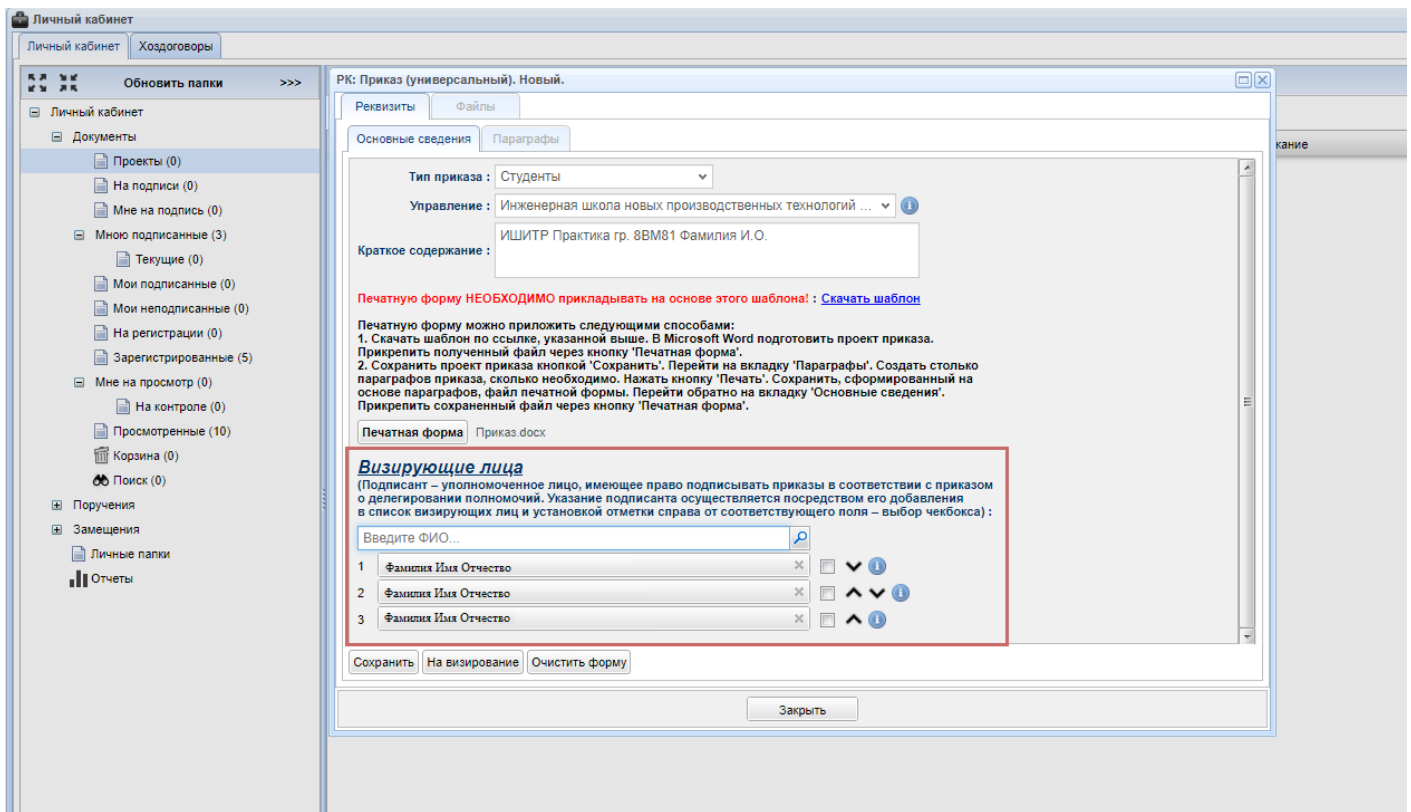 Личный кабинет
Личный кабинет
Хоздоговоры
Обновить папки >>>
Личный кабинет
Документы
Проекты (0)
На подписи (0)
Мне на подпись (0)
Мною подписанные (3)
Текущие (0)
Мои подписанные (0)
Мои неподписанные (0)
На регистрации (0)
Зарегистрированные (5)
Мне на просмотр (0)
На контроле (0)
Просмотренные (10)
Корзина (0)
Поиск (0)
Поручения
Замещения
Личные папки
Отчеты
РК: Приказ (универсальный). Новый.
Реквизиты
Файлы
Основные сведения
Параграфы
кание
Тип приказа : Студенты
Управление : Инженерная школа новых производственных технологий ...
Краткое содержание : ИШИТР Практика гр. 8ВМ81 Фамилия И.О.
Печатную форму НЕОБХОДИМО прикладывать на основе этого шаблона! : Скачать шаблон
Печатную форму можно приложить следующими способами:
1. Скачать шаблон по ссылке, указанной выше. В Microsoft Word подготовить проект приказа.
Прикрепить полученный файл через кнопку 'Печатная форма'.
2. Сохранить проект приказа кнопкой 'Сохранить'. Перейти на вкладку 'Параграфы'. Создать столько
параграфов приказа, сколько необходимо. Нажать кнопку 'Печать'. Сохранить, сформированный на
основе параграфов, файл печатной формы. Перейти обратно на вкладку 'Основные сведения'.
Прикрепить сохраненный файл через кнопку 'Печатная форма'.
Печатная форма Приказ.docx
Визирующие лица
(Подписант – уполномоченное лицо, имеющее право подписывать приказы в соответствии с приказом
о делегировании полномочий. Указание подписанта осуществляется посредством его добавления
в список визирующих лиц и установкой отметки справа от соответствующего поля – выбор чекбокса) :
Введите ФИО...
1 Фамилия Имя Отчество
2 Фамилия Имя Отчество
3 Фамилия Имя Отчество
Сохранить
На визирование
Очистить форму
Закрыть